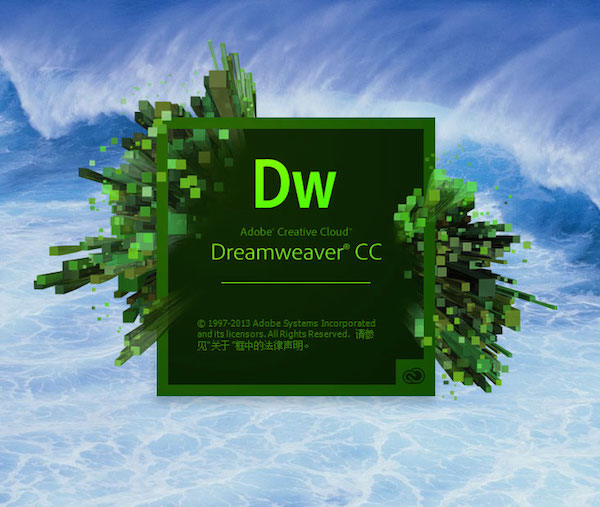 Dw
Adobe® Creative Cloud™
Dreamweaver® CC
© 1997-2013 Adobe Systems Incorporated
and its licensors. All Rights Reserved. 请参
见"关于 "框中的法律声明。